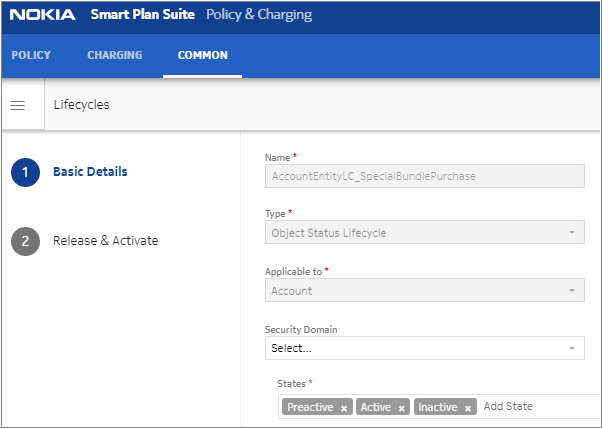 NOKIA Smart Plan Suite Policy & Charging
POLICY CHARGING COMMON
Lifecycles
1 Basic Details
2 Release & Activate
Name *
AccountEntityLC_SpecialBundlePurchase
Type *
Object Status Lifecycle
Applicable to *
Account
Security Domain
Select...
States *
Preactive x Active x Inactive x Add State